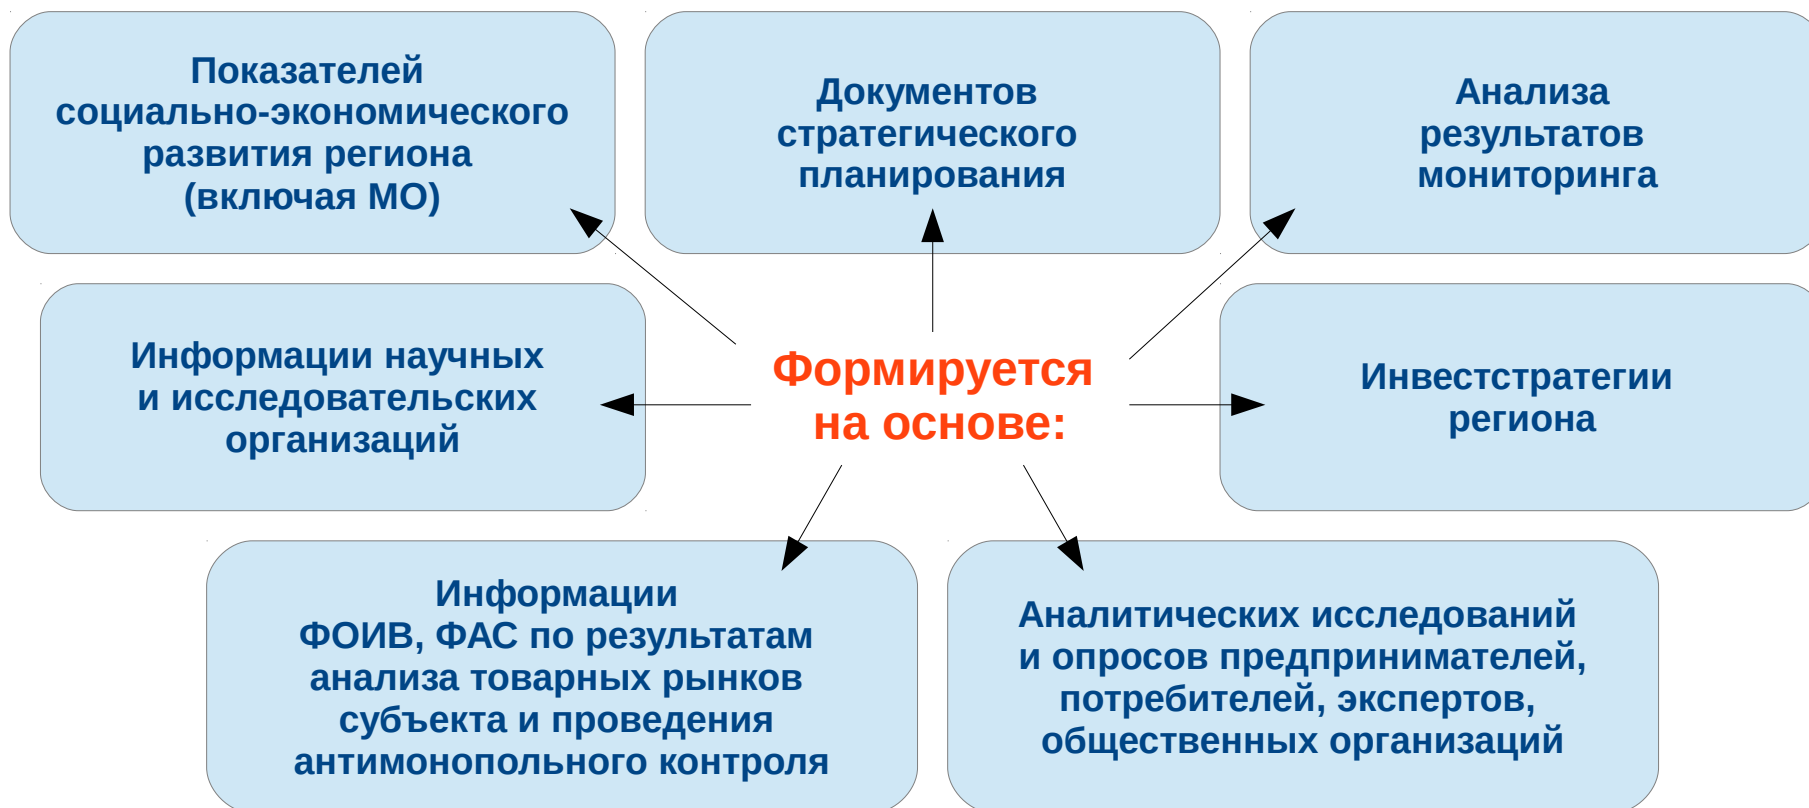 Показателей
социально-экономического
развития региона
(включая МО)
Документов
стратегического
планирования
Анализа
результатов
мониторинга
Информации научных
и исследовательских
организаций
Формируется
на основе:
Инвестстратегии
региона
Информации
ФОИВ, ФАС по результатам
анализа товарных рынков
субъекта и проведения
антимонопольного контроля
Аналитических исследований
и опросов предпринимателей,
потребителей, экспертов,
общественных организаций